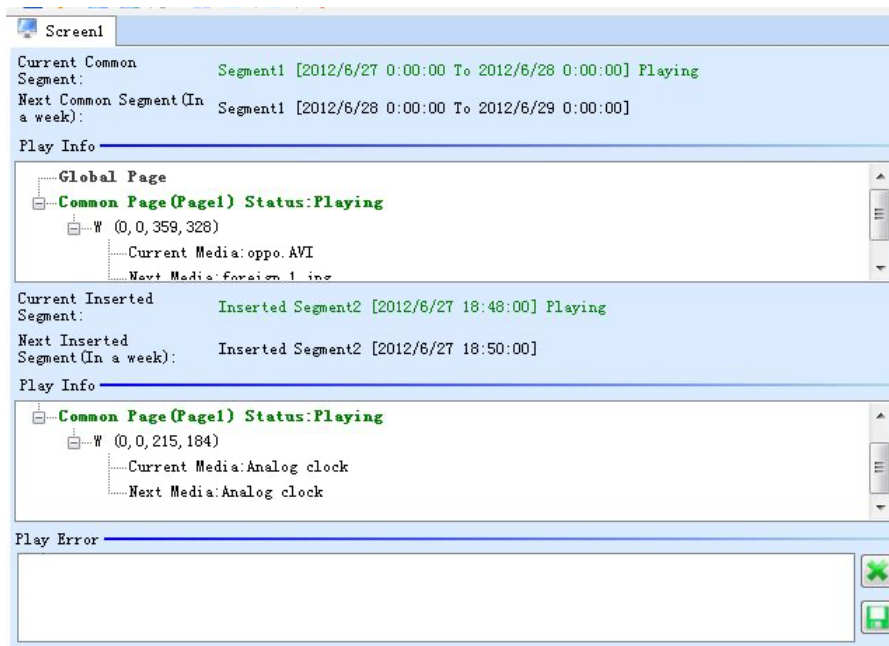 Screen1
Current Common
Segment:
Segment1 [2012/6/27 0:00:00 To 2012/6/28 0:00:00] Playing
Next Common Segment(In
a week):
Segment1 [2012/6/28 0:00:00 To 2012/6/29 0:00:00]
Play Info
Global Page
Common Page(Page1) Status:Playing
W (0,0,359,328)
Current Media:oppo.AVI
Next Media:foreign 1
Current Inserted
Segment:
Inserted Segment2 [2012/6/27 18:48:00] Playing
Next Inserted
Segment(In a week):
Inserted Segment2 [2012/6/27 18:50:00]
Play Info
Common Page(Page1) Status:Playing
W (0,0,215,184)
Current Media:Analog clock
Next Media:Analog clock
Play Error